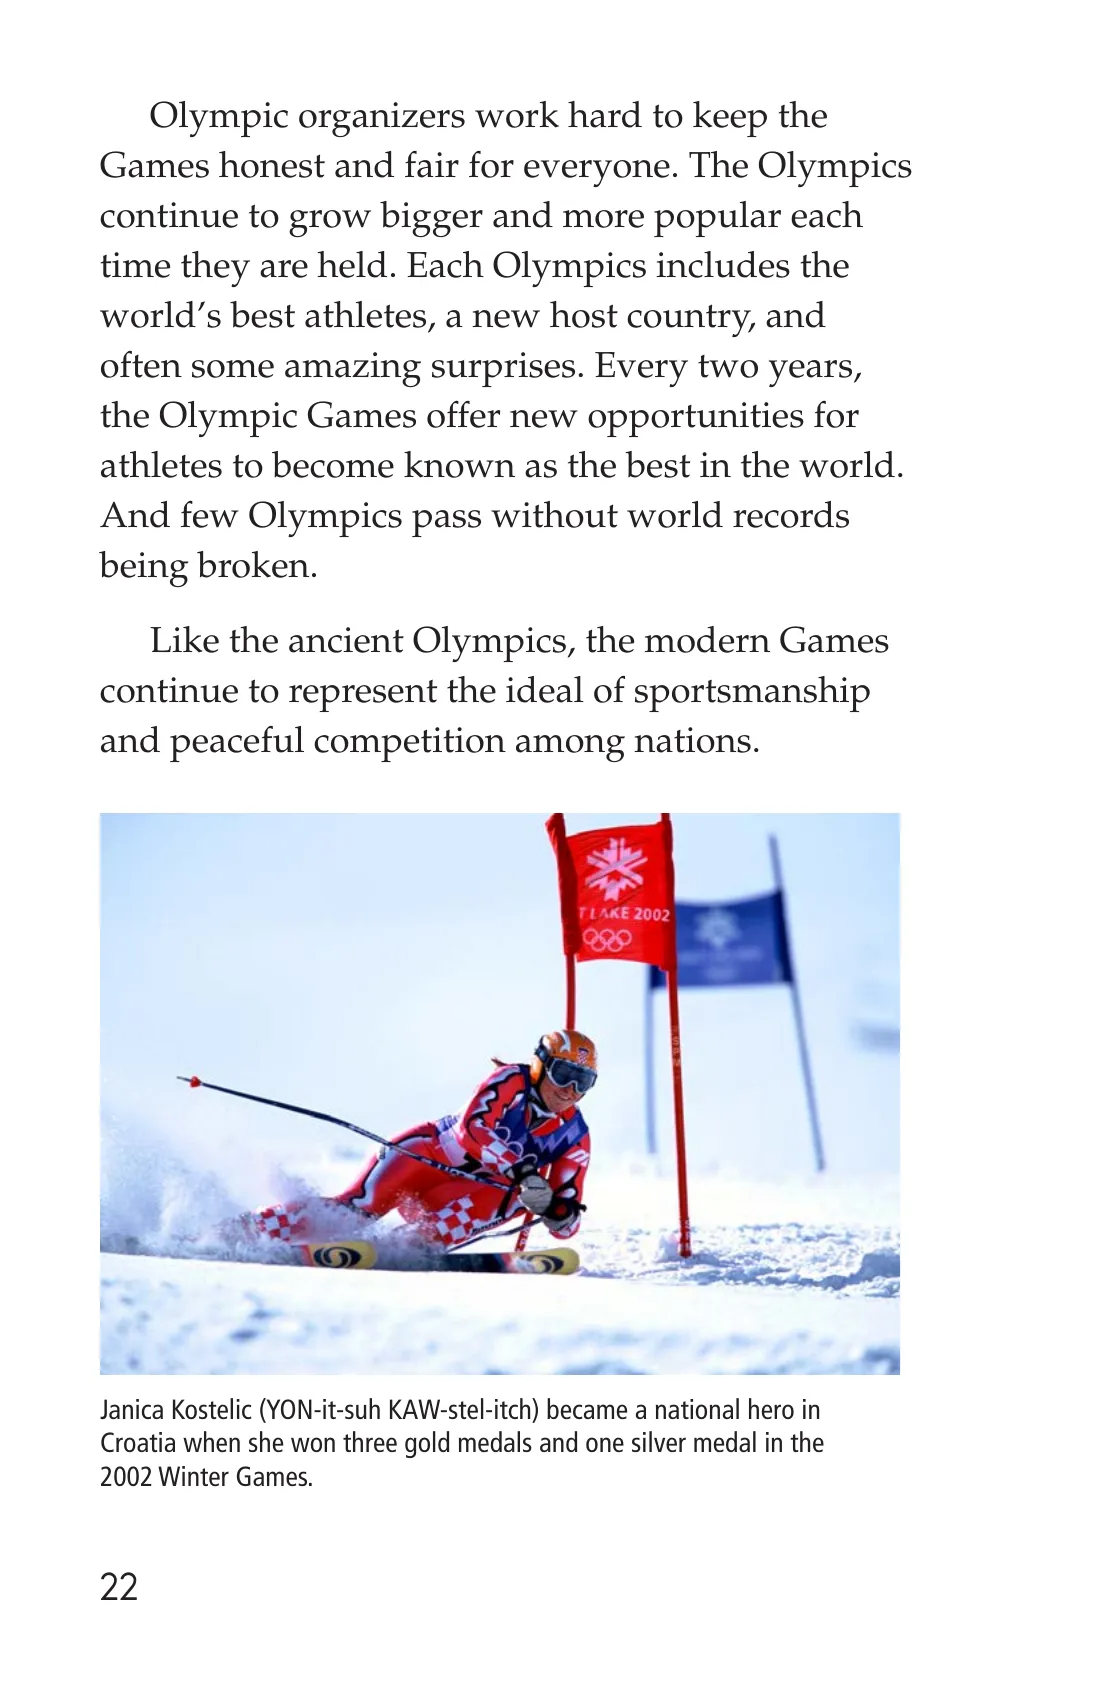 Olympic organizers work hard to keep the
Games honest and fair for everyone. The Olympics
continue to grow bigger and more popular each
time they are held. Each Olympics includes the
world’s best athletes, a new host country, and
often some amazing surprises. Every two years,
the Olympic Games offer new opportunities for
athletes to become known as the best in the world.
And few Olympics pass without world records
being broken.
Like the ancient Olympics, the modern Games
continue to represent the ideal of sportsmanship
and peaceful competition among nations.
T LAKE 2002
Janica Kostelic (YON-it-suh KAW-stel-itch) became a national hero in
Croatia when she won three gold medals and one silver medal in the
2002 Winter Games.
22